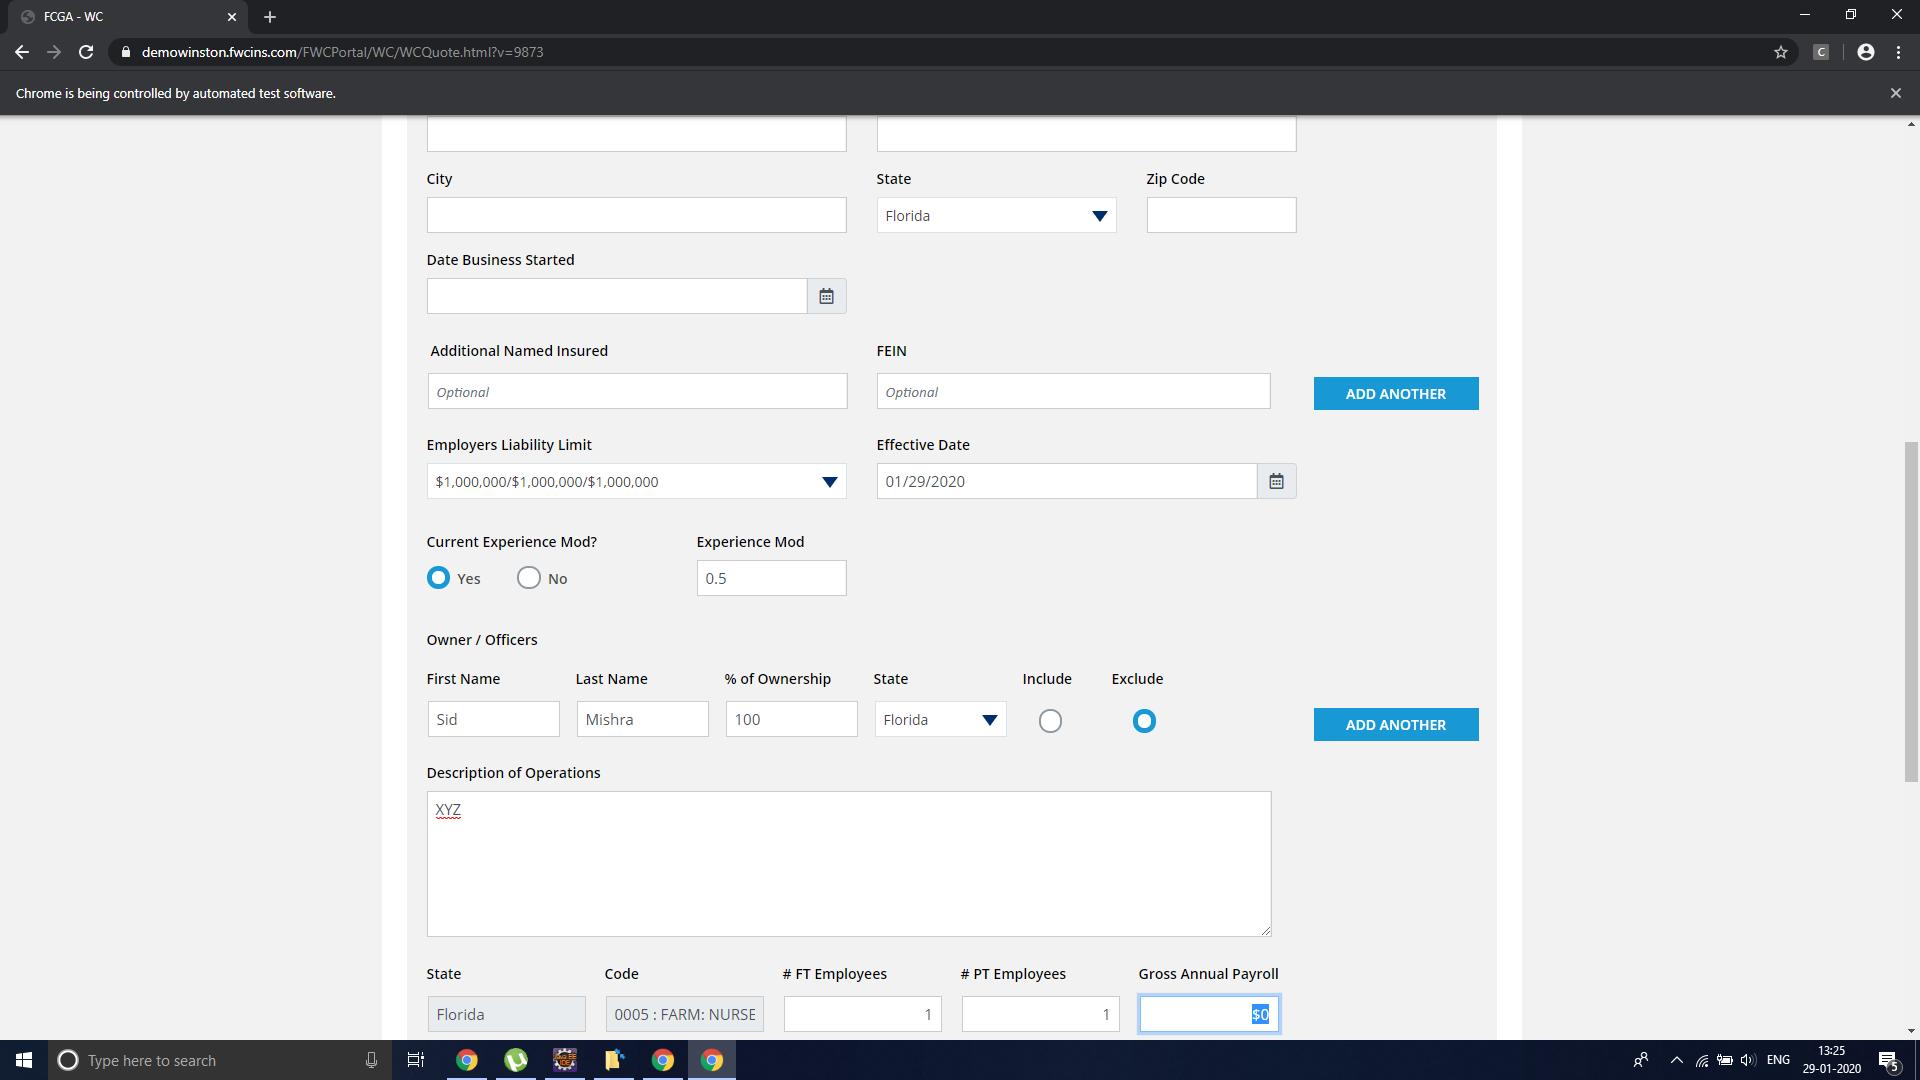 FCGA - WC
demowinston.fwcins.com/FWCPortal/WC/WCQuote.html?v=9873
C
Chrome is being controlled by automated test software.
City State Zip Code
Florida
Date Business Started
Additional Named Insured FEIN
Optional Optional ADD ANOTHER
Employers Liability Limit Effective Date
$1,000,000/$1,000,000/$1,000,000 01/29/2020
Current Experience Mod? Experience Mod
Yes No 0.5
Owner / Officers
First Name Last Name % of Ownership State Include Exclude
Sid Mishra 100 Florida ADD ANOTHER
Description of Operations
XYZ
State Code # FT Employees # PT Employees Gross Annual Payroll
Florida 0005 : FARM: NURSE 1 1 $0
Type here to search ENG 13:25
29-01-2020 5